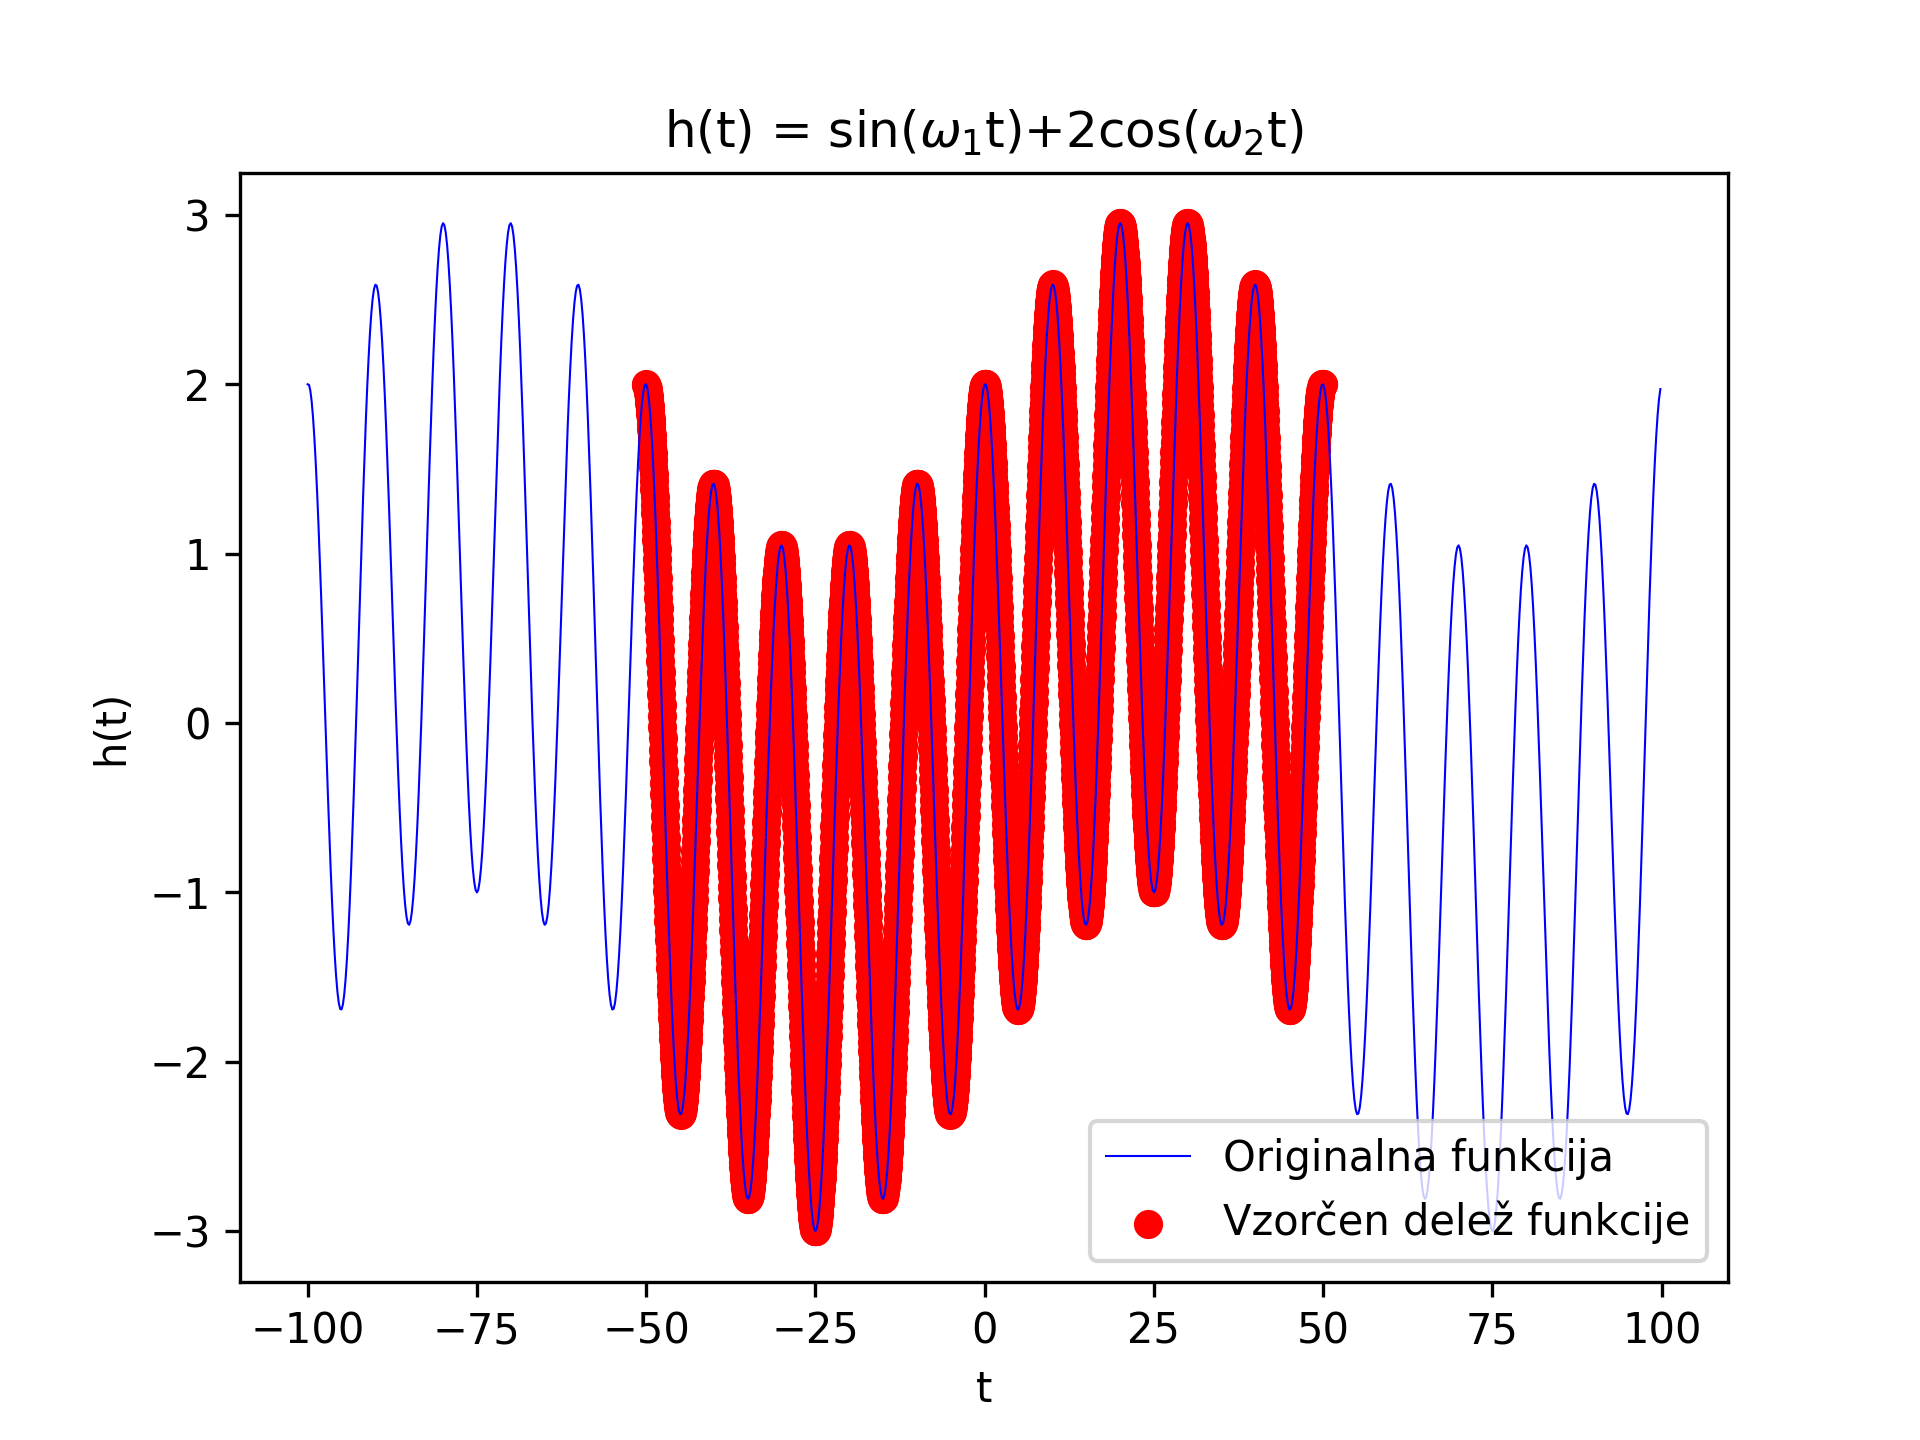 h(t) = sin(ω₁t)+2cos(ω₂t)
3
2
1
0
−1
−2
−3
h(t)
Originalna funkcija
Vzorčen delež funkcije
−100 −75 −50 −25 0 25 50 75 100
t